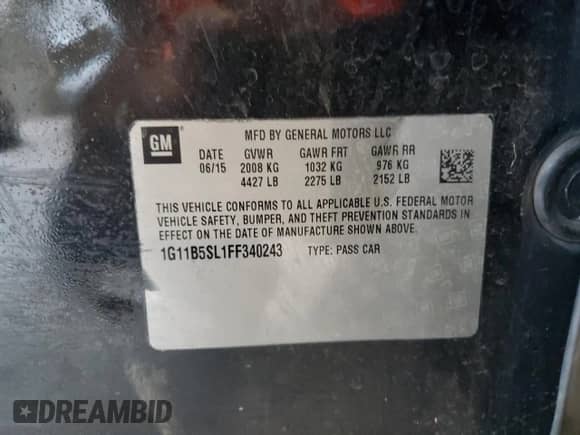 MFD BY GENERAL MOTORS LLC
GM
DATE GVWR GAWR FRT GAWR RR
06/15 2008 KG 1032 KG 976 KG
4427 LB 2275 LB 2152 LB
THIS VEHICLE CONFORMS TO ALL APPLICABLE U.S. FEDERAL MOTOR
VEHICLE SAFETY, BUMPER, AND THEFT PREVENTION STANDARDS IN
EFFECT ON THE DATE OF MANUFACTURE SHOWN ABOVE.
1G11B5SL1FF340243 TYPE: PASS CAR
DREAMBID